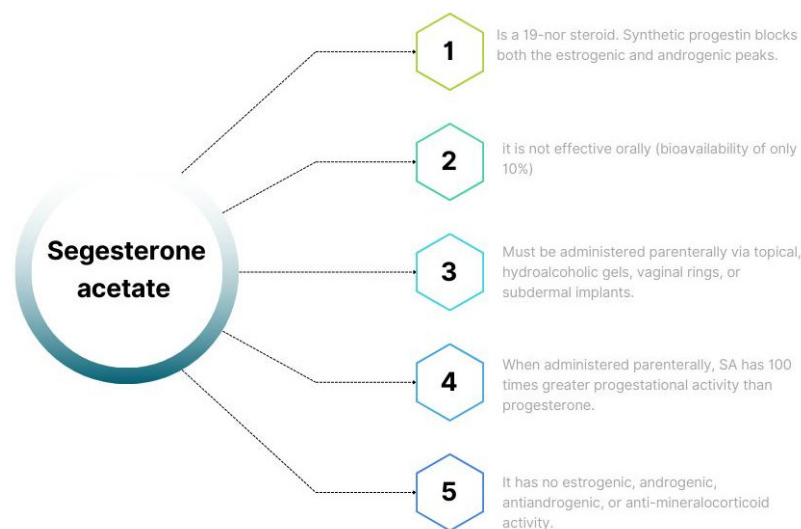 Segesterone
acetate
1
Is a 19-nor steroid. Synthetic progestin blocks
both the estrogenic and androgenic peaks.
2
it is not effective orally (bioavailability of only
10%)
3
Must be administered parenterally via topical,
hydroalcoholic gels, vaginal rings, or
subdermal implants.
4
When administered parenterally, SA has 100
times greater progestational activity than
progesterone.
5
It has no estrogenic, androgenic,
antiandrogenic, or anti-mineralocorticoid
activity.